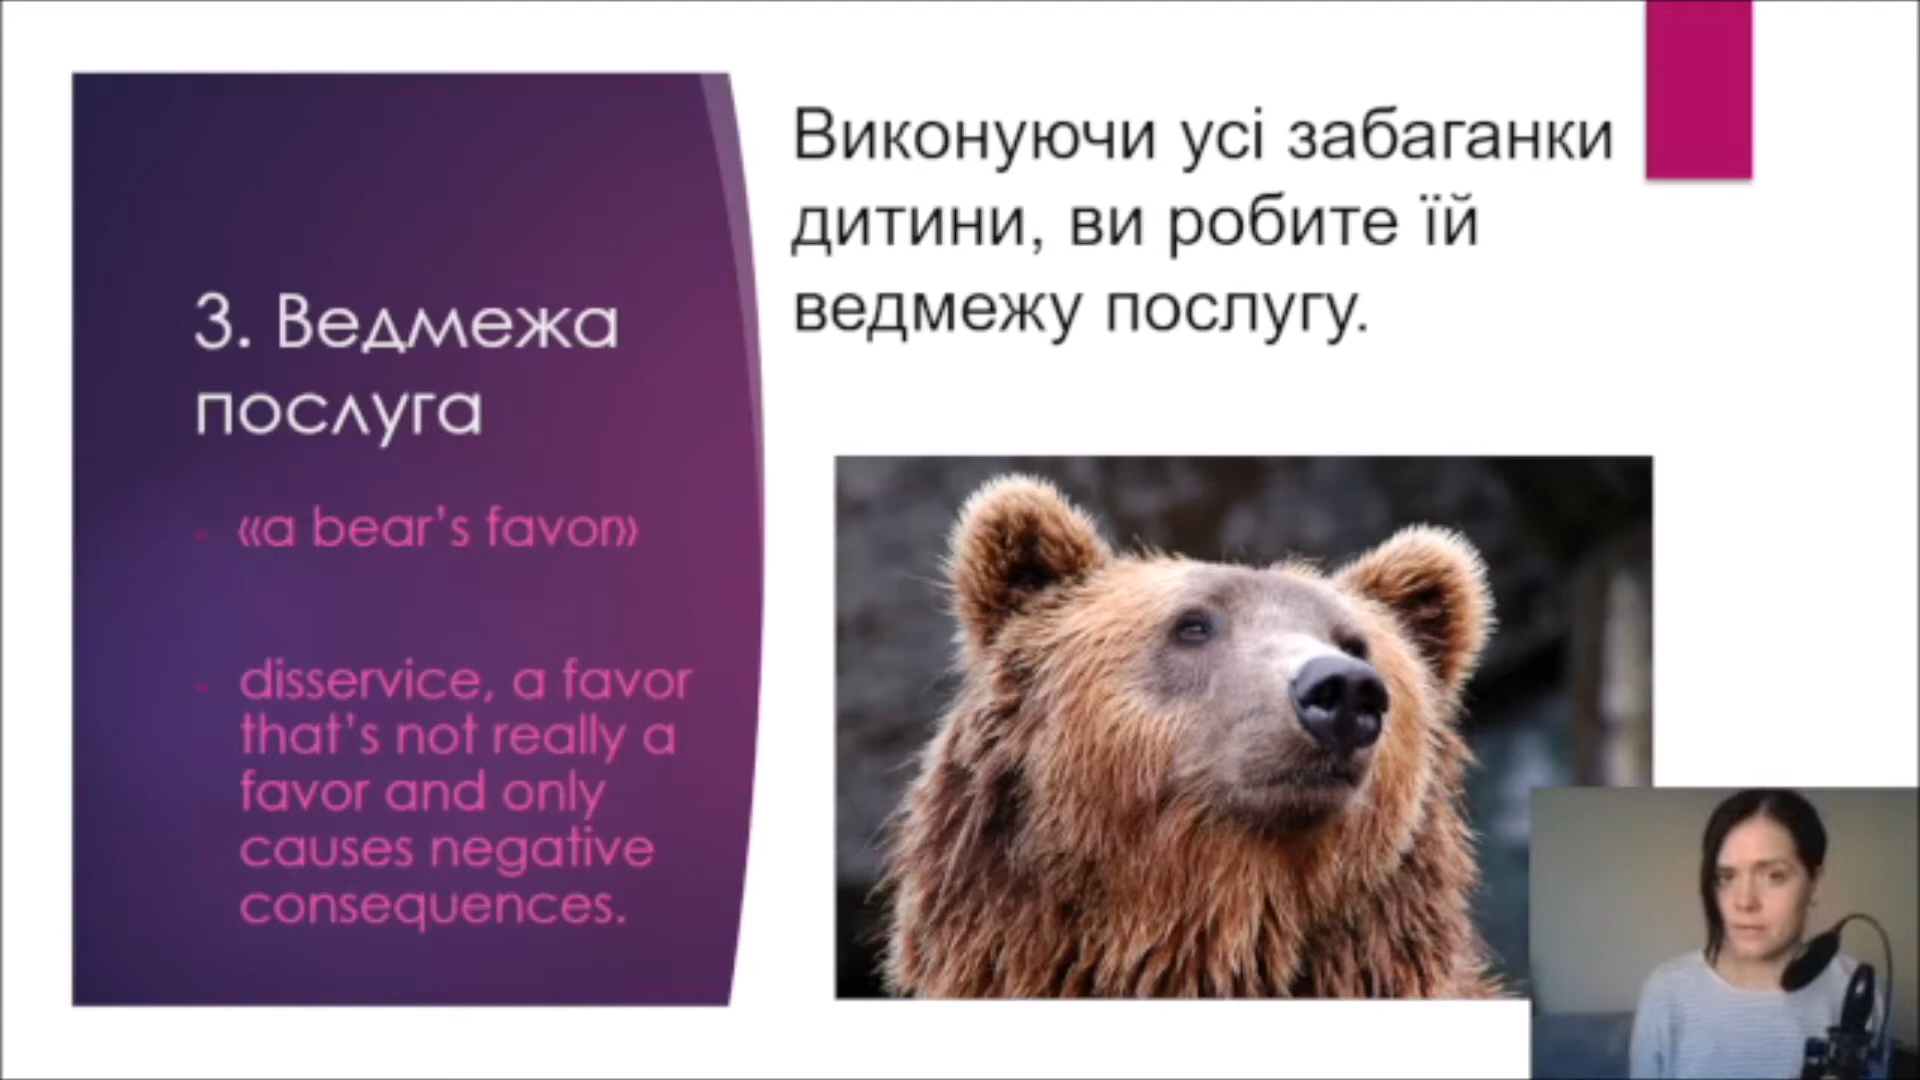 3. Ведмежа
послуга
- «a bear's favor»
- disservice, a favor
that's not really a
favor and only
causes negative
consequences.
Виконуючи усі забаганки
дитини, ви робите їй
ведмежу послугу.